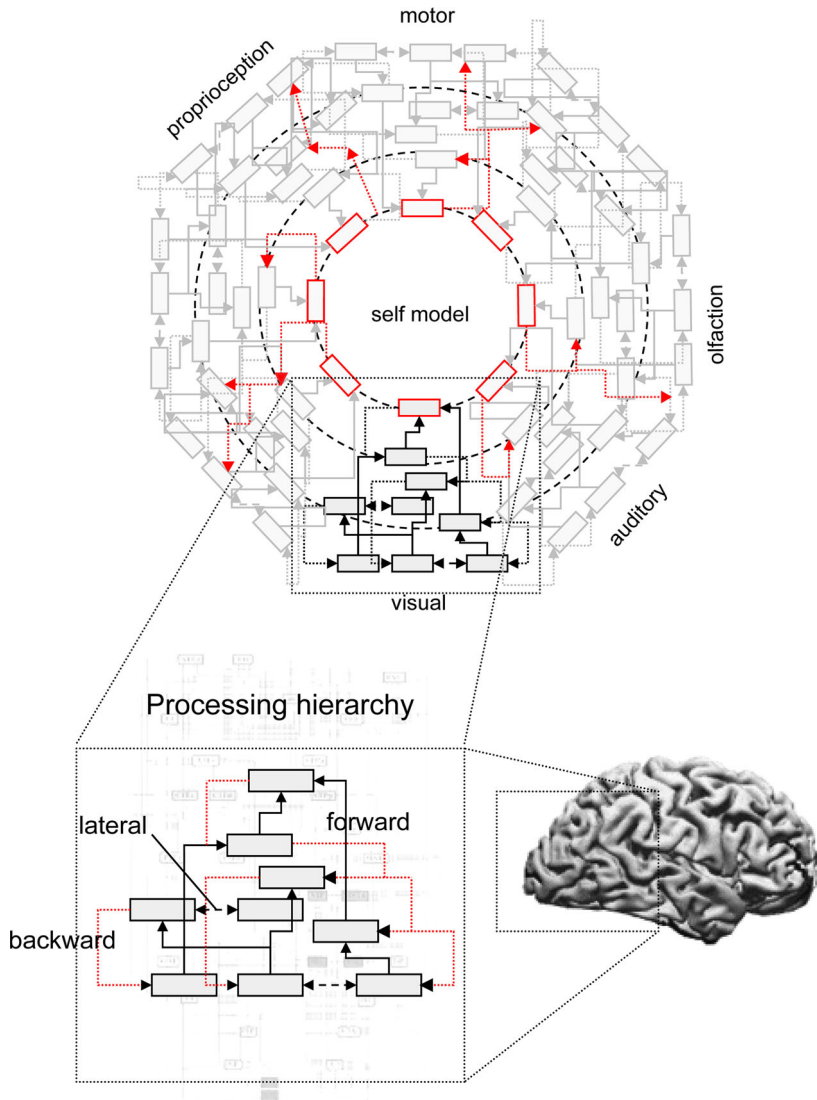 motor
proprioception
self model
olfaction
auditory
visual
Processing hierarchy
lateral
forward
backward